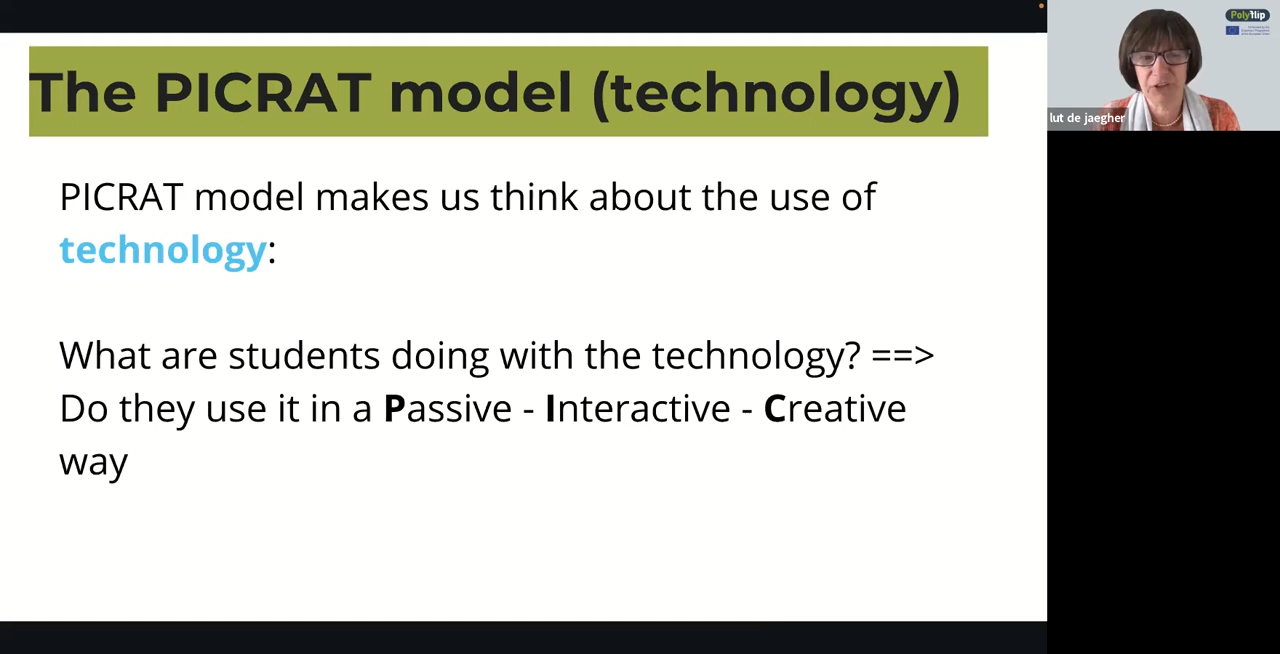 The PICRAT model (technology)
PICRAT model makes us think about the use of
technology:
What are students doing with the technology? ==>
Do they use it in a Passive - Interactive - Creative
way
lut de jaegher
Polyflip